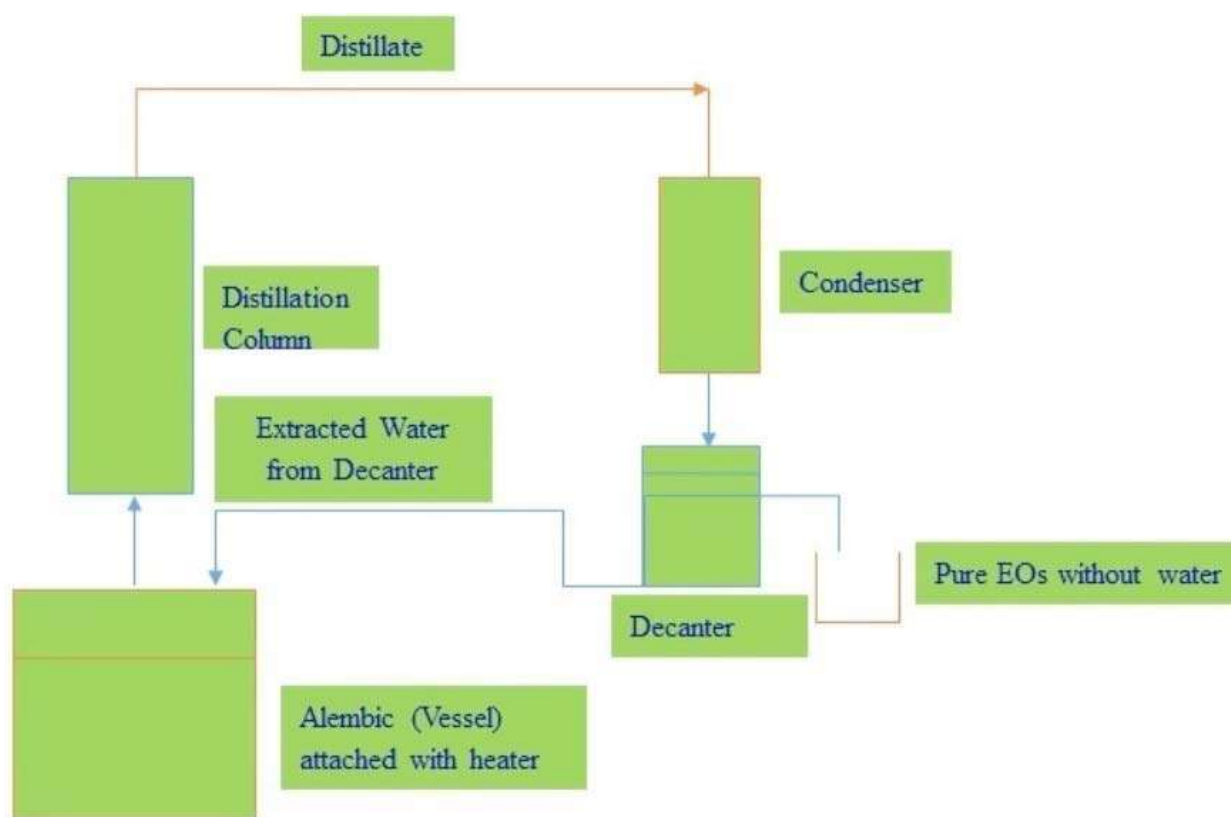 Distillate
Distillation
Column
Condenser
Extracted Water
from Decanter
Pure EOs without water
Decanter
Alembic (Vessel)
attached with heater